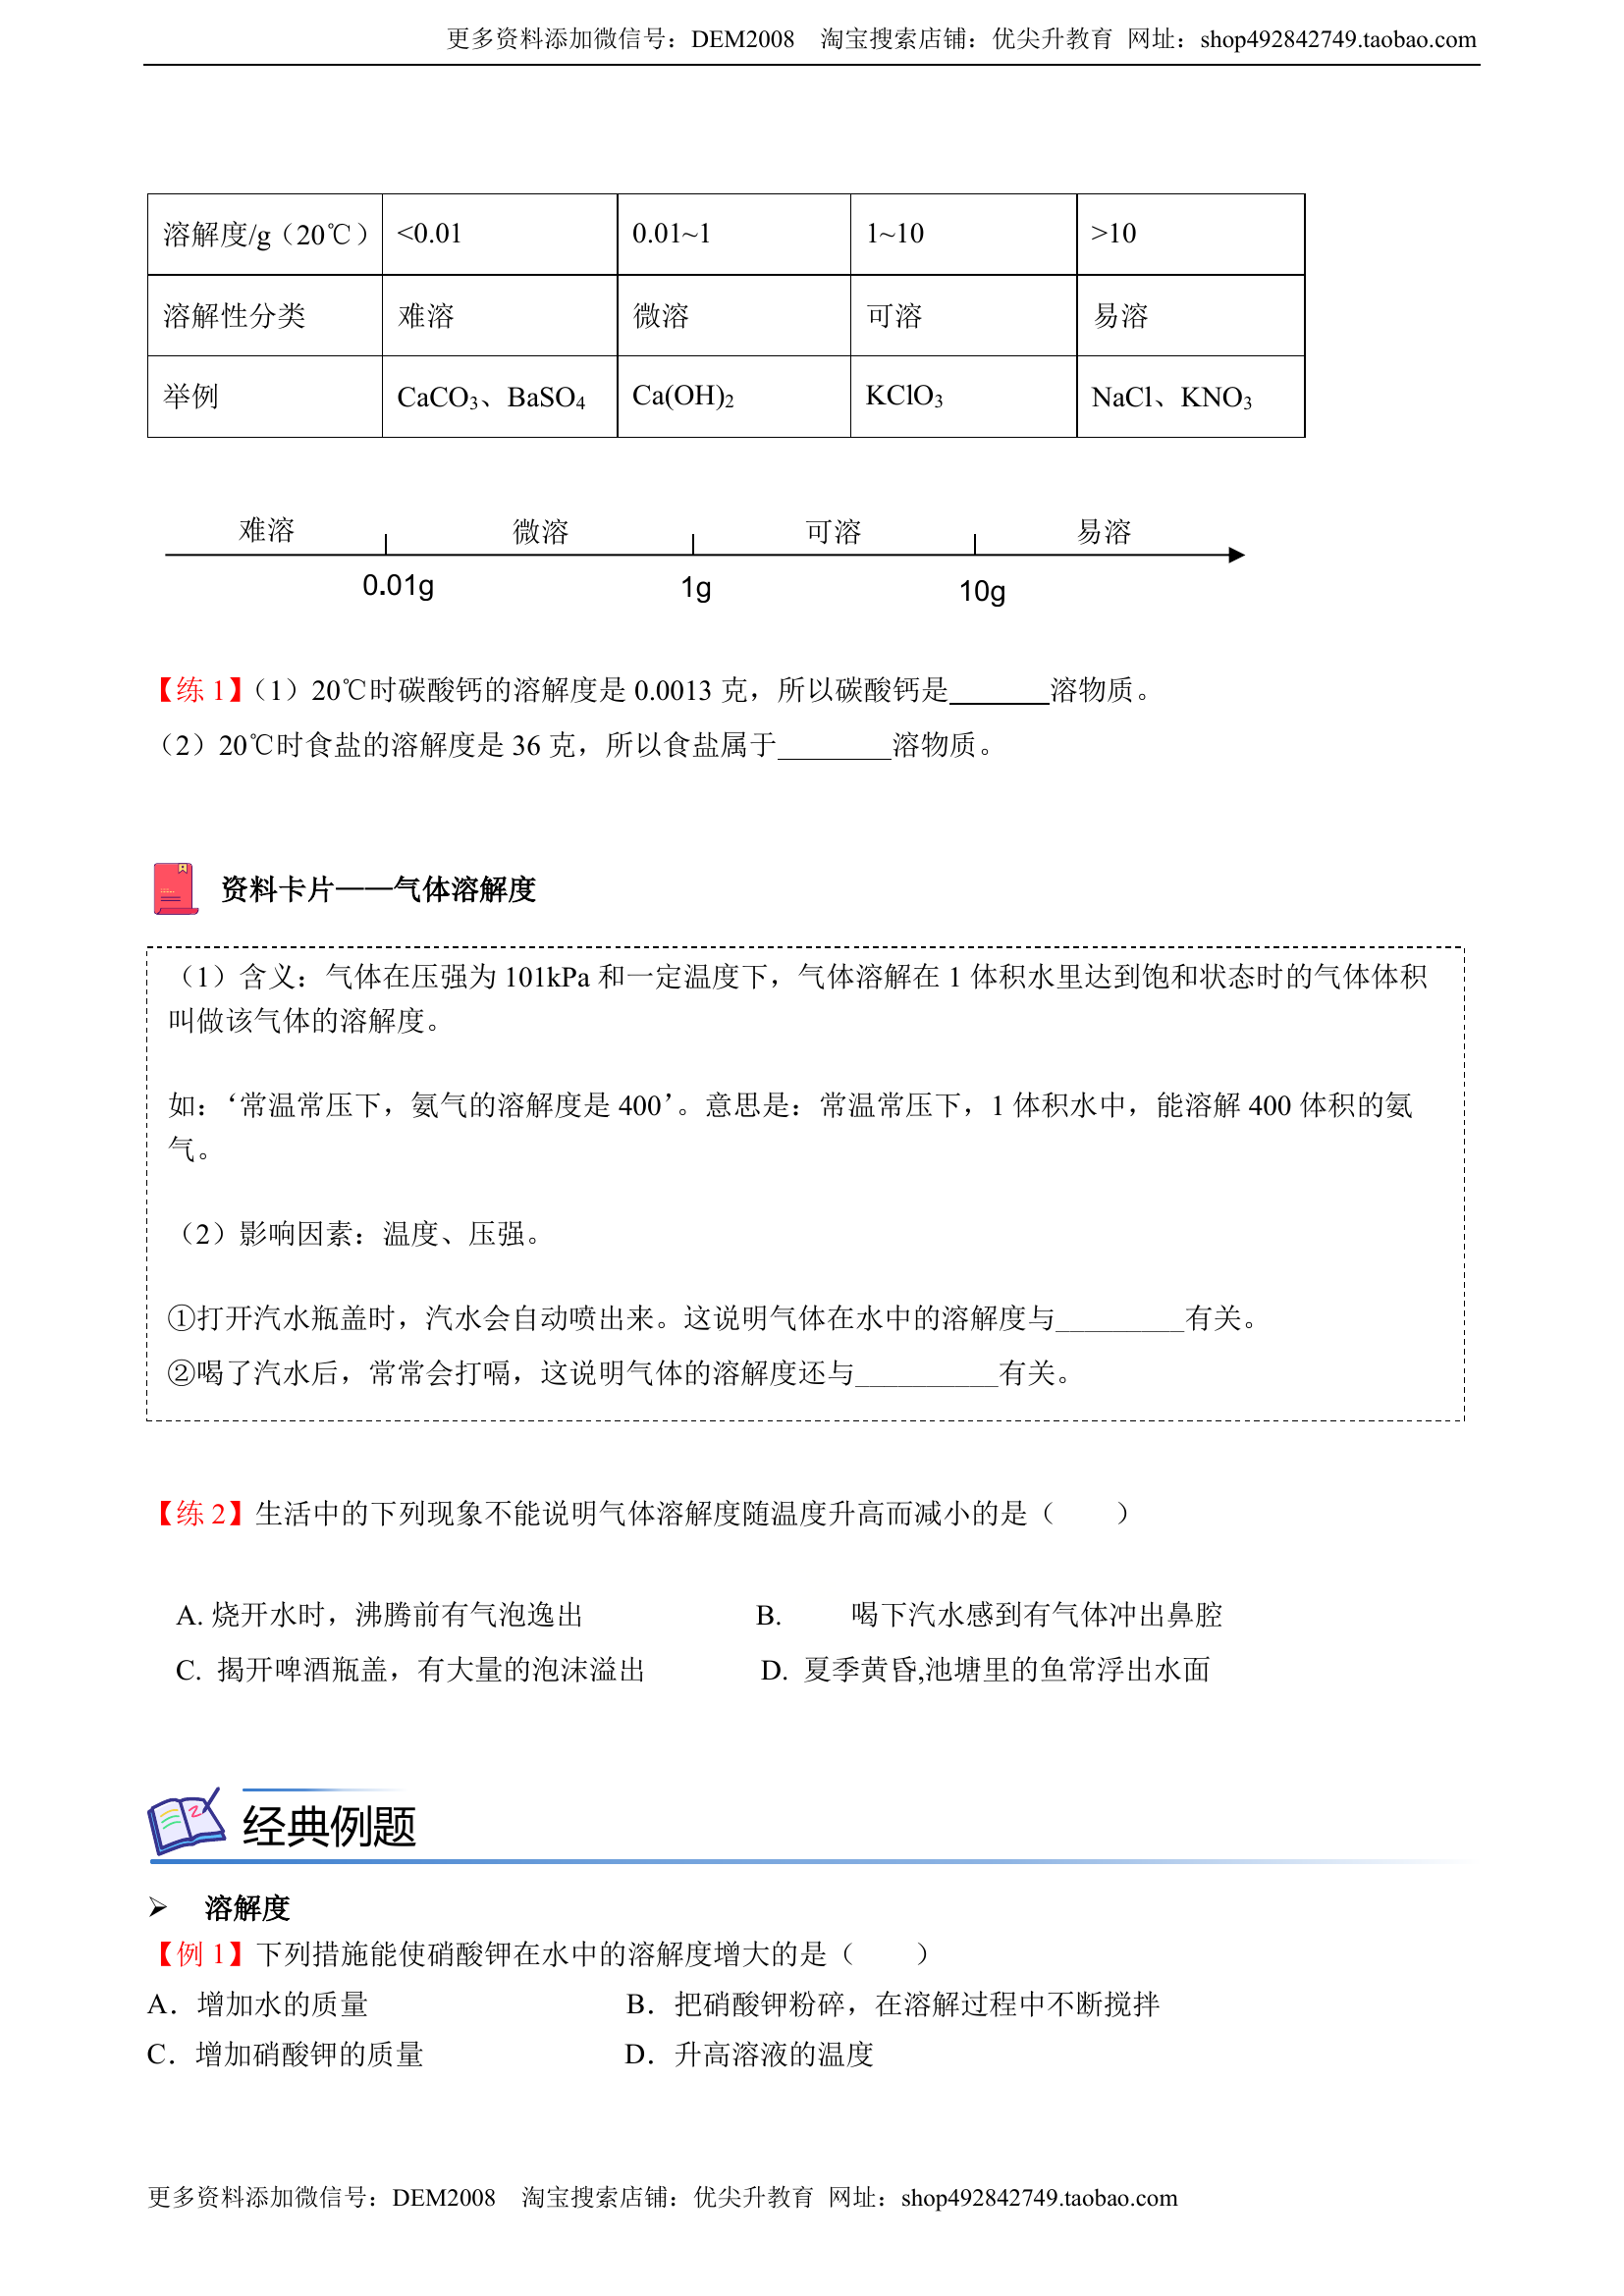 更多资料添加微信号：DEM2008 淘宝搜索店铺：优尖升教育 网址：shop492842749.taobao.com
溶解度/g（20℃） <0.01 0.01~1 1~10 >10
溶解性分类 难溶 微溶 可溶 易溶
举例 CaCO₃、BaSO₄ Ca(OH)₂ KClO₃ NaCl、KNO₃
难溶 微溶 可溶 易溶
0.01g 1g 10g
【练 1】（1）20℃时碳酸钙的溶解度是 0.0013 克，所以碳酸钙是_______溶物质。
（2）20℃时食盐的溶解度是 36 克，所以食盐属于________溶物质。
资料卡片——气体溶解度
（1）含义：气体在压强为 101kPa 和一定温度下，气体溶解在 1 体积水里达到饱和状态时的气体体积
叫做该气体的溶解度。
如：‘常温常压下，氨气的溶解度是 400’。意思是：常温常压下，1 体积水中，能溶解 400 体积的氨
气。
（2）影响因素：温度、压强。
①打开汽水瓶盖时，汽水会自动喷出来。这说明气体在水中的溶解度与_________有关。
②喝了汽水后，常常会打嗝，这说明气体的溶解度还与__________有关。
【练 2】生活中的下列现象不能说明气体溶解度随温度升高而减小的是（ ）
A. 烧开水时，沸腾前有气泡逸出 B. 喝下汽水感到有气体冲出鼻腔
C. 揭开啤酒瓶盖，有大量的泡沫溢出 D. 夏季黄昏,池塘里的鱼常浮出水面
经典例题
➢ 溶解度
【例 1】下列措施能使硝酸钾在水中的溶解度增大的是（ ）
A．增加水的质量 B．把硝酸钾粉碎，在溶解过程中不断搅拌
C．增加硝酸钾的质量 D．升高溶液的温度
更多资料添加微信号：DEM2008 淘宝搜索店铺：优尖升教育 网址：shop492842749.taobao.com